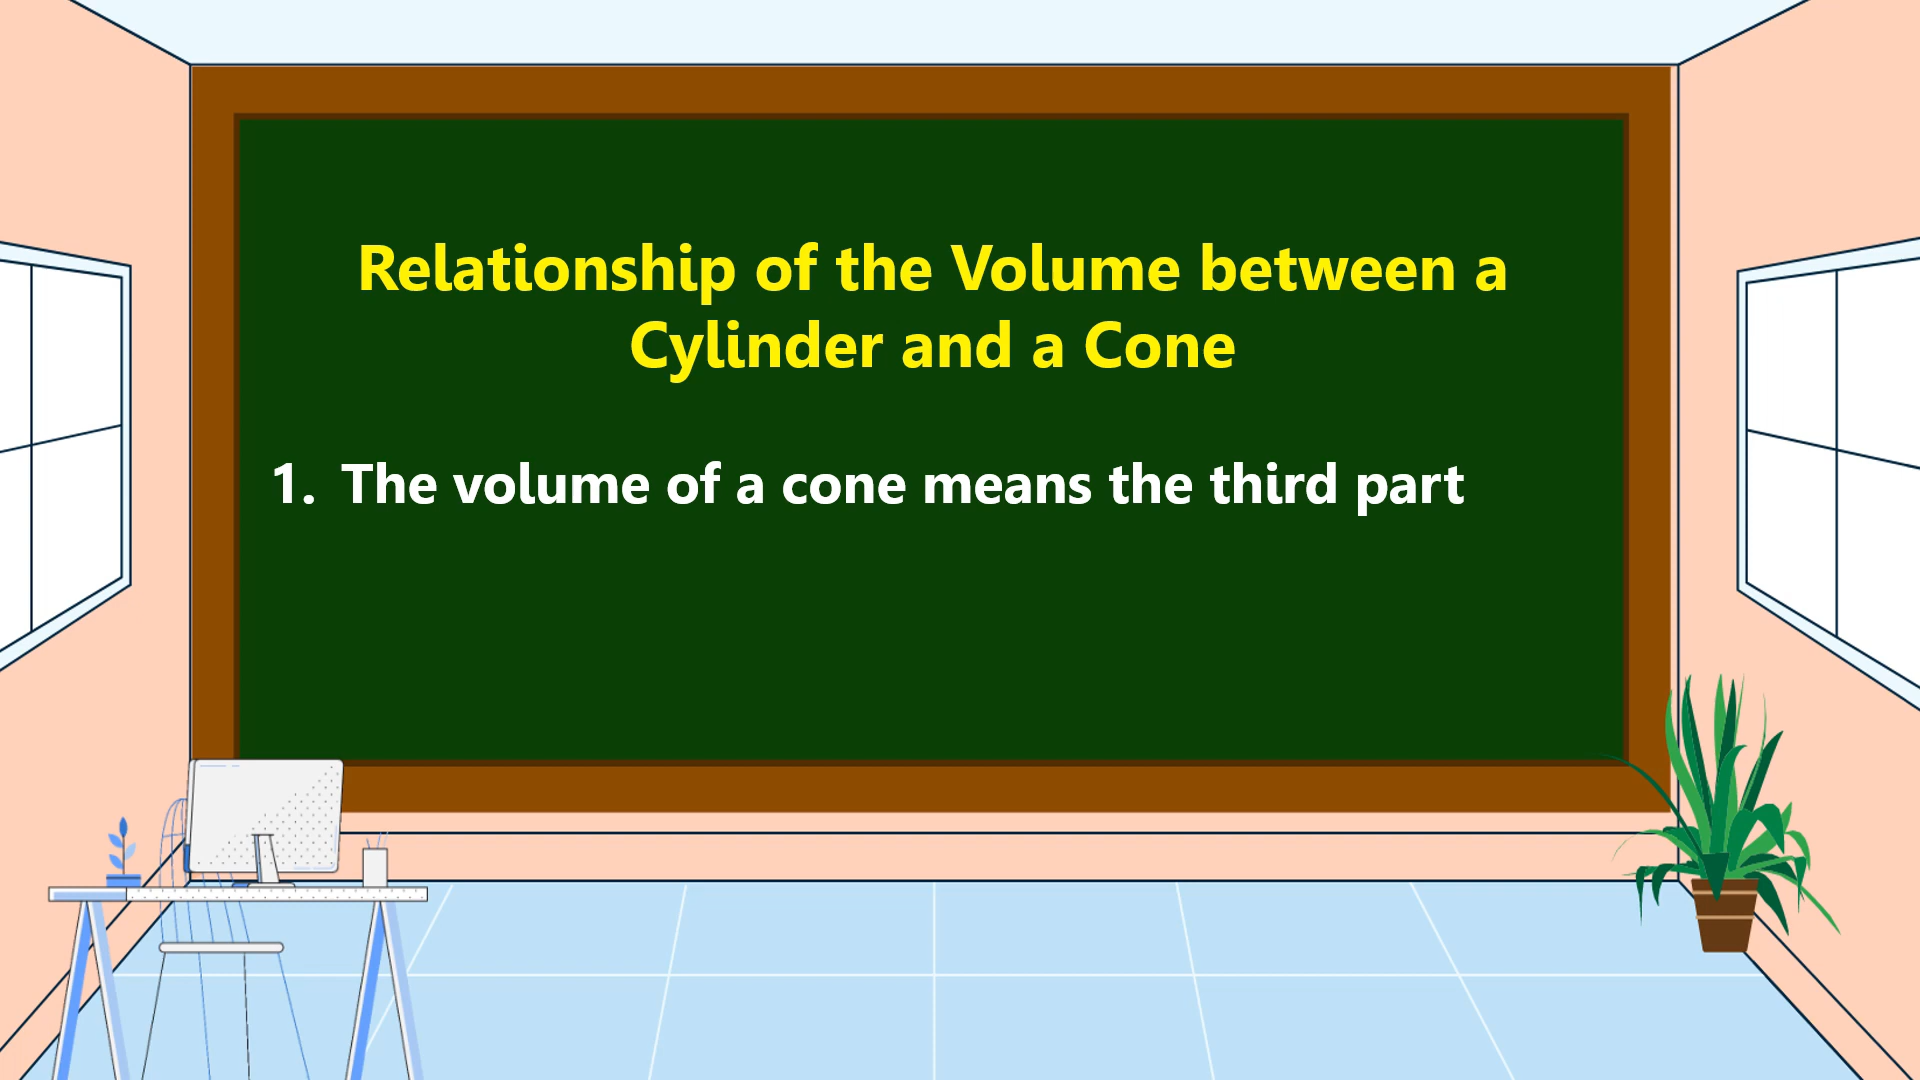 Relationship of the Volume between a
Cylinder and a Cone
1. The volume of a cone means the third part